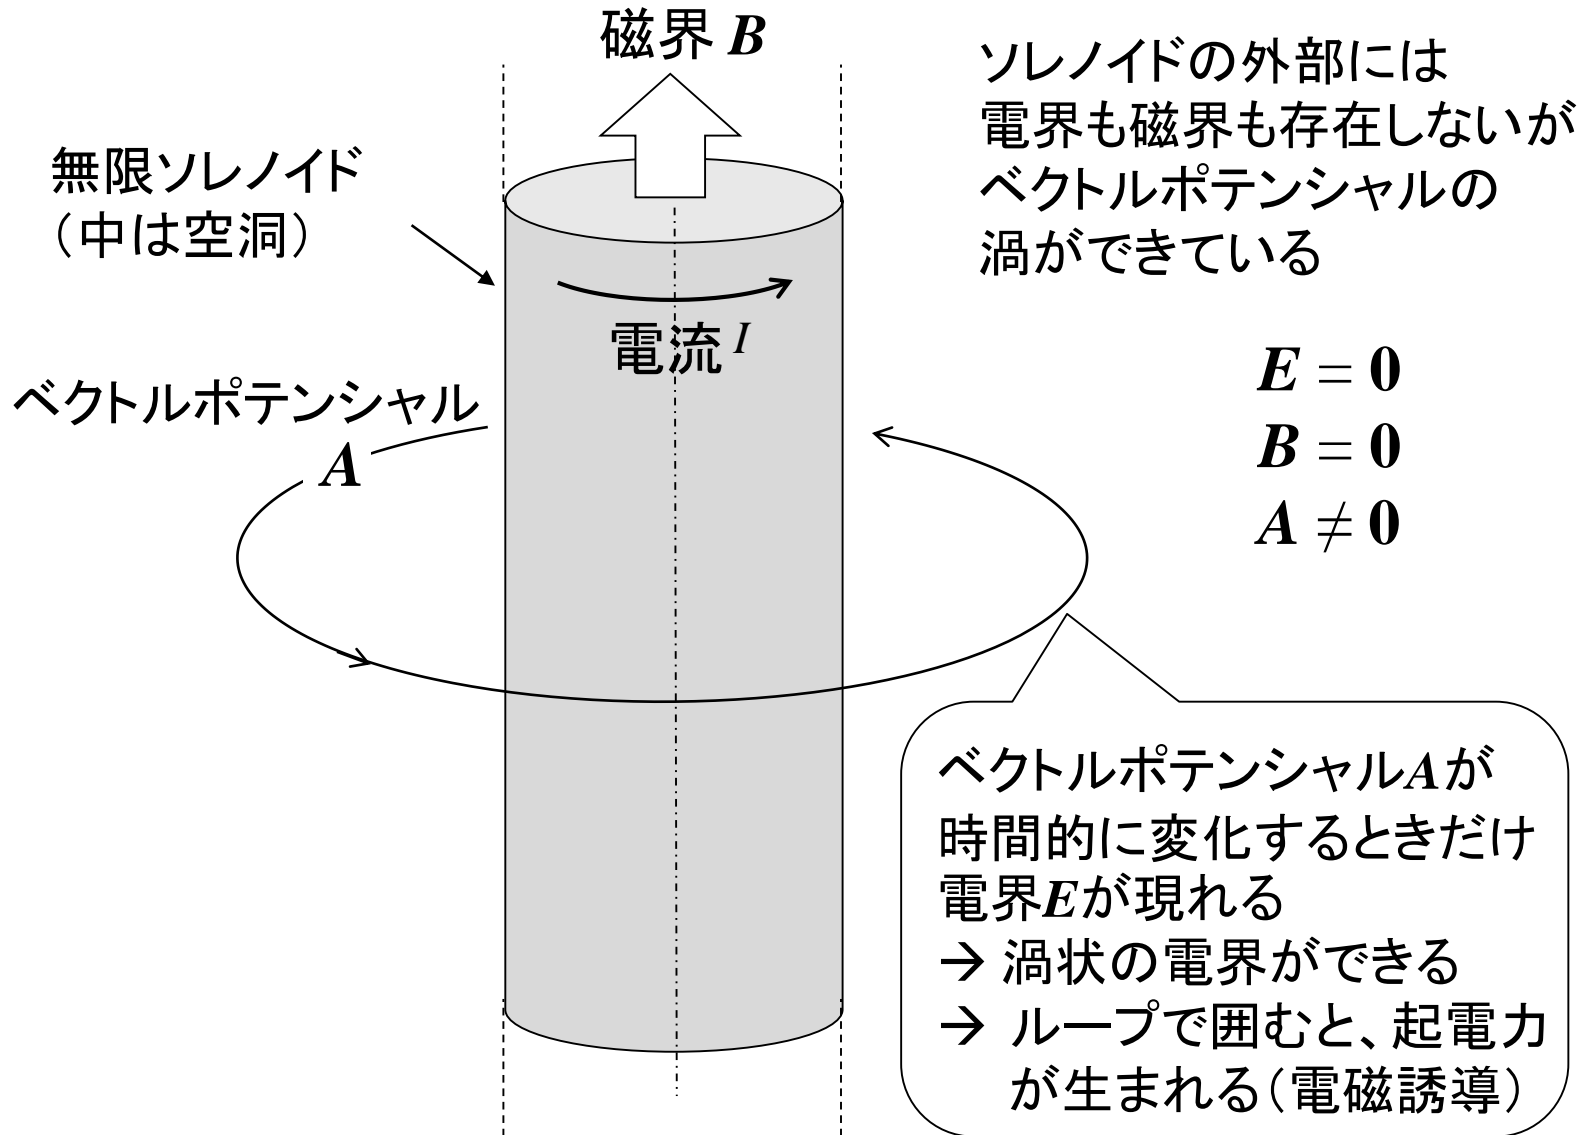 磁界 B
無限ソレノイド
（中は空洞）
電流 I
ベクトルポテンシャル
A
ソレノイドの外部には
電界も磁界も存在しないが
ベクトルポテンシャルの
渦ができている
E = 0
B = 0
A ≠ 0
ベクトルポテンシャルAが
時間的に変化するときだけ
電界Eが現れる
→ 渦状の電界ができる
→ ループで囲むと、起電力
が生まれる（電磁誘導）